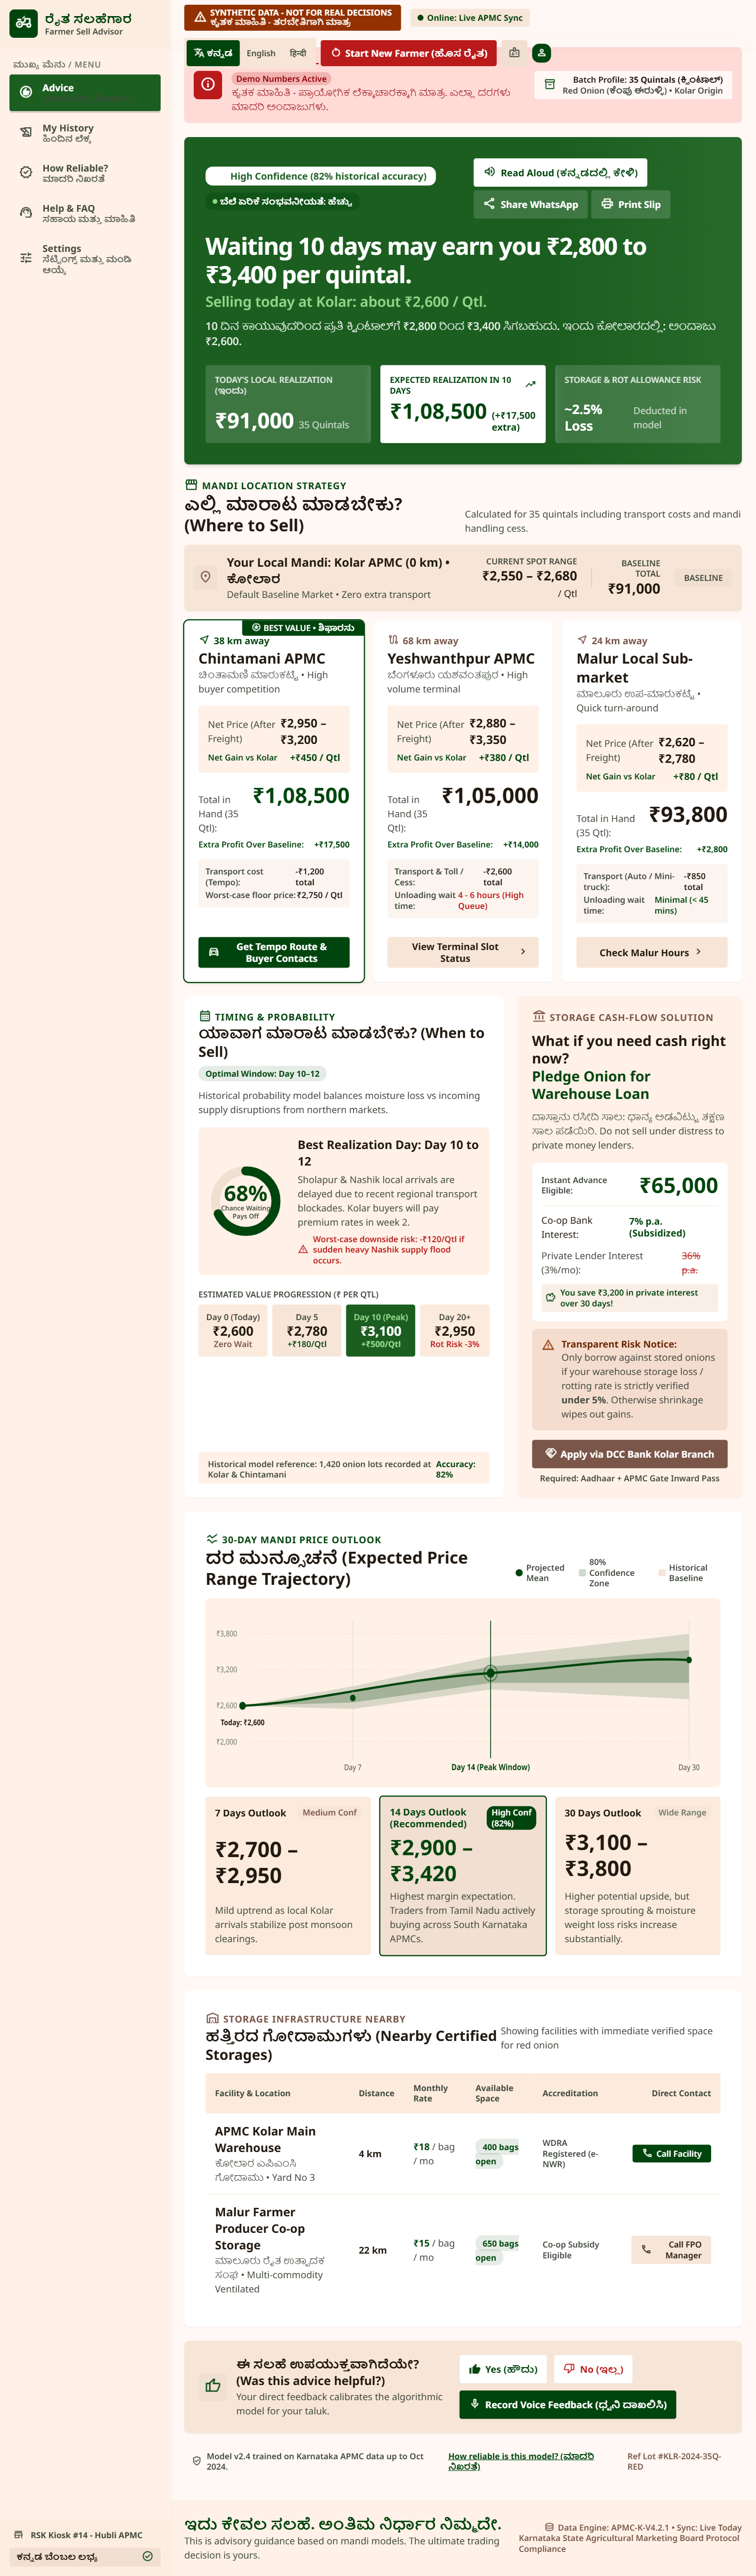 ರೈತ ಸಲಹೆಗಾರ
Farmer Sell Advisor
ಮುಖ್ಯ ಮೆನು / MENU
Advice
My History
ಹಿಂದಿನ ಲೆಕ್ಕ
How Reliable?
ಮಾದರಿ ನಿಖರತೆ
Help & FAQ
ಸಹಾಯ ಮತ್ತು ಮಾಹಿತಿ
Settings
ಸೆಟ್ಟಿಂಗ್ಸ್ ಮತ್ತು ಮಂಡಿ
ಆಯ್ಕೆ
RSK Kiosk #14 - Hubli APMC
ಕನ್ನಡ ಬೆಂಬಲ ಲಭ್ಯ
SYNTHETIC DATA - NOT FOR REAL DECISIONS
ಕೃತಕ ಮಾಹಿತಿ - ತರಬೇತಿಗಾಗಿ ಮಾತ್ರ
Online: Live APMC Sync
ಕನ್ನಡ
English
हिन्दी
Start New Farmer (ಹೊಸ ರೈತ)
Demo Numbers Active
ಕೃತಕ ಮಾಹಿತಿ - ಪ್ರಾಯೋಗಿಕ ಲೆಕ್ಕಾಚಾರಕ್ಕಾಗಿ ಮಾತ್ರ. ಎಲ್ಲಾ ದರಗಳು
ಮಾದರಿ ಅಂದಾಜುಗಳು.
Batch Profile: 35 Quintals (ಕ್ವಿಂಟಾಲ್)
Red Onion (ಕೆಂಪು ಈರುಳ್ಳಿ) • Kolar Origin
High Confidence (82% historical accuracy)
ಬೆಲೆ ಏರಿಕೆ ಸಂಭವನೀಯತೆ: ಹೆಚ್ಚು
Read Aloud (ಕನ್ನಡದಲ್ಲಿ ಕೇಳಿ)
Share WhatsApp
Print Slip
Waiting 10 days may earn you ₹2,800 to
₹3,400 per quintal.
Selling today at Kolar: about ₹2,600 / Qtl.
10 ದಿನ ಕಾಯುವುದರಿಂದ ಪ್ರತಿ ಕ್ವಿಂಟಾಲ್‌ಗೆ ₹2,800 ರಿಂದ ₹3,400 ಸಿಗಬಹುದು. ಇಂದು ಕೋಲಾರದಲ್ಲಿ: ಅಂದಾಜು
₹2,600.
TODAY'S LOCAL REALIZATION
(ಇಂದು)
₹91,000 35 Quintals
EXPECTED REALIZATION IN 10
DAYS
₹1,08,500 (+₹17,500
extra)
STORAGE & ROT ALLOWANCE RISK
~2.5%
Loss
Deducted in
model
MANDI LOCATION STRATEGY
ಎಲ್ಲಿ ಮಾರಾಟ ಮಾಡಬೇಕು?
(Where to Sell)
Calculated for 35 quintals including transport costs and mandi
handling cess.
Your Local Mandi: Kolar APMC (0 km) •
ಕೋಲಾರ
Default Baseline Market • Zero extra transport
CURRENT SPOT RANGE
₹2,550 – ₹2,680
/ Qtl
BASELINE
TOTAL
₹91,000
BASELINE
BEST VALUE • ಶಿಫಾರಸು
38 km away
Chintamani APMC
ಚಿಂತಾಮಣಿ ಮಾರುಕಟ್ಟೆ • High
buyer competition
Net Price (After
Freight)
₹2,950 –
₹3,200
Net Gain vs Kolar +₹450 / Qtl
Total in
Hand (35
Qtl):
₹1,08,500
Extra Profit Over Baseline: +₹17,500
Transport cost
(Tempo):
-₹1,200
total
Worst-case floor price: ₹2,750 / Qtl
Get Tempo Route &
Buyer Contacts
68 km away
Yeshwanthpur APMC
ಬೆಂಗಳೂರು ಯಶವಂತಪುರ • High
volume terminal
Net Price (After
Freight)
₹2,880 –
₹3,350
Net Gain vs Kolar +₹380 / Qtl
Total in
Hand (35
Qtl):
₹1,05,000
Extra Profit Over Baseline: +₹14,000
Transport & Toll /
Cess:
-₹2,600
total
Unloading wait
time:
4 - 6 hours (High
Queue)
View Terminal Slot
Status
24 km away
Malur Local Sub-
market
ಮಾಲೂರು ಉಪ-ಮಾರುಕಟ್ಟೆ •
Quick turn-around
Net Price (After
Freight)
₹2,620 –
₹2,780
Net Gain vs Kolar +₹80 / Qtl
Total in Hand
(35 Qtl):
₹93,800
Extra Profit Over Baseline: +₹2,800
Transport (Auto / Mini-
truck):
-₹850
total
Unloading wait
time:
Minimal (< 45
mins)
Check Malur Hours
TIMING & PROBABILITY
ಯಾವಾಗ ಮಾರಾಟ ಮಾಡಬೇಕು? (When to
Sell)
Optimal Window: Day 10–12
Historical probability model balances moisture loss vs incoming
supply disruptions from northern markets.
68%
Chance Waiting
Pays Off
Best Realization Day: Day 10 to
12
Sholapur & Nashik local arrivals are
delayed due to recent regional transport
blockades. Kolar buyers will pay
premium rates in week 2.
Worst-case downside risk: -₹120/Qtl if
sudden heavy Nashik supply flood
occurs.
ESTIMATED VALUE PROGRESSION (₹ PER QTL)
Day 0 (Today)
₹2,600
Zero Wait
Day 5
₹2,780
+₹180/Qtl
Day 10 (Peak)
₹3,100
+₹500/Qtl
Day 20+
₹2,950
Rot Risk -3%
Historical model reference: 1,420 onion lots recorded at
Kolar & Chintamani
Accuracy:
82%
STORAGE CASH-FLOW SOLUTION
What if you need cash right
now?
Pledge Onion for
Warehouse Loan
ದಾಸ್ತಾನು ರಸೀದಿ ಸಾಲ: ಧಾನ್ಯ ಅಡವಿಟ್ಟು ತಕ್ಷಣ
ಸಾಲ ಪಡೆಯಿರಿ. Do not sell under distress to
private money lenders.
Instant Advance
Eligible:
₹65,000
Co-op Bank
Interest:
7% p.a.
(Subsidized)
Private Lender Interest
(3%/mo):
36%
p.a.
You save ₹3,200 in private interest
over 30 days!
Transparent Risk Notice:
Only borrow against stored onions
if your warehouse storage loss /
rotting rate is strictly verified
under 5%. Otherwise shrinkage
wipes out gains.
Apply via DCC Bank Kolar Branch
Required: Aadhaar + APMC Gate Inward Pass
30-DAY MANDI PRICE OUTLOOK
ದರ ಮುನ್ಸೂಚನೆ (Expected Price
Range Trajectory)
Projected
Mean
80%
Confidence
Zone
Historical
Baseline
₹3,800
₹3,200
₹2,600
₹2,000
Today: ₹2,600
Day 7
Day 14 (Peak Window)
Day 30
7 Days Outlook
Medium Conf
₹2,700 –
₹2,950
Mild uptrend as local Kolar
arrivals stabilize post monsoon
clearings.
14 Days Outlook
(Recommended)
High Conf
(82%)
₹2,900 –
₹3,420
Highest margin expectation.
Traders from Tamil Nadu actively
buying across South Karnataka
APMCs.
30 Days Outlook
Wide Range
₹3,100 –
₹3,800
Higher potential upside, but
storage sprouting & moisture
weight loss risks increase
substantially.
STORAGE INFRASTRUCTURE NEARBY
ಹತ್ತಿರದ ಗೋದಾಮುಗಳು (Nearby Certified
Storages)
Showing facilities with immediate verified space
for red onion
Facility & Location
Distance
Monthly
Rate
Available
Space
Accreditation
Direct Contact
APMC Kolar Main
Warehouse
ಕೋಲಾರ ಎಪಿಎಂಸಿ
ಗೋದಾಮು • Yard No 3
4 km
₹18 / bag
/ mo
400 bags
open
WDRA
Registered (e-
NWR)
Call Facility
Malur Farmer
Producer Co-op
Storage
ಮಾಲೂರು ರೈತ ಉತ್ಪಾದಕ
ಸಂಘ • Multi-commodity
Ventilated
22 km
₹15 / bag
/ mo
650 bags
open
Co-op Subsidy
Eligible
Call FPO
Manager
ಈ ಸಲಹೆ ಉಪಯುಕ್ತವಾಗಿದೆಯೇ?
(Was this advice helpful?)
Your direct feedback calibrates the algorithmic
model for your taluk.
Yes (ಹೌದು)
No (ಇಲ್ಲ)
Record Voice Feedback (ಧ್ವನಿ ದಾಖಲಿಸಿ)
Model v2.4 trained on Karnataka APMC data up to Oct
2024.
How reliable is this model? (ಮಾದರಿ
ನಿಖರತೆ)
Ref Lot #KLR-2024-35Q-
RED
ಇದು ಕೇವಲ ಸಲಹೆ. ಅಂತಿಮ ನಿರ್ಧಾರ ನಿಮ್ಮದೇ.
This is advisory guidance based on mandi models. The ultimate trading
decision is yours.
Data Engine: APMC-K-V4.2.1 • Sync: Live Today
Karnataka State Agricultural Marketing Board Protocol
Compliance